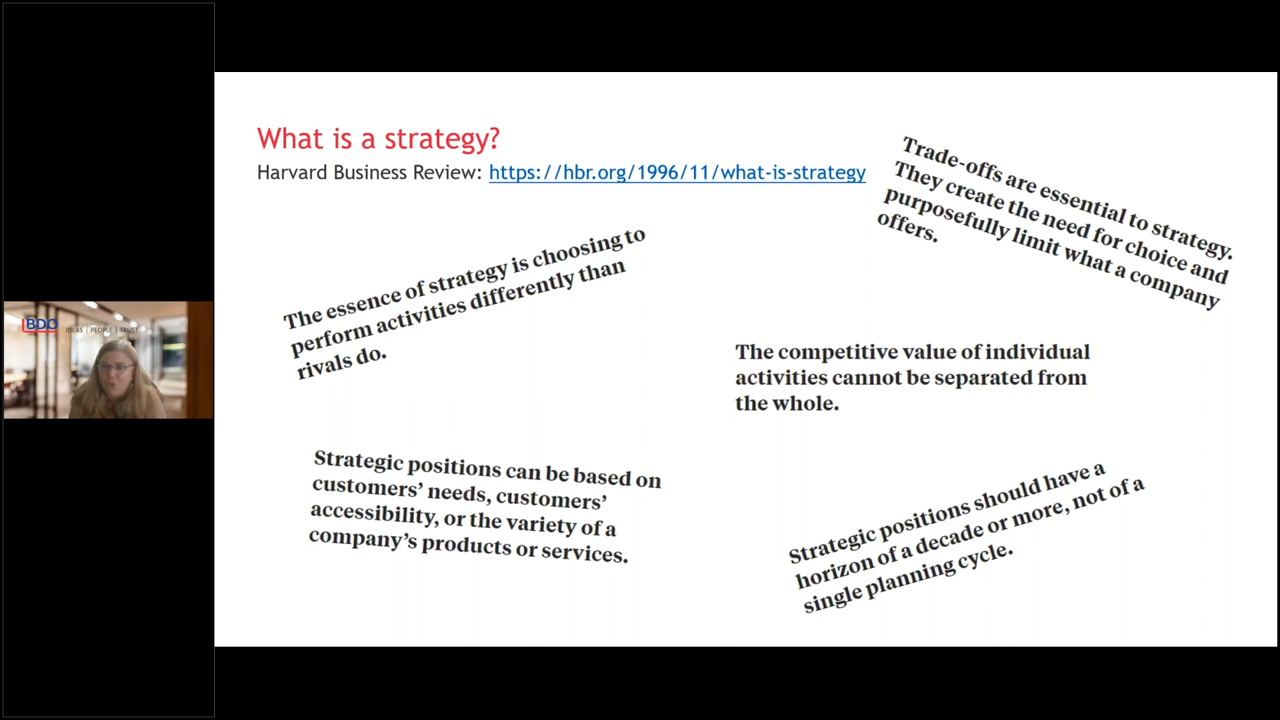 What is a strategy?
Harvard Business Review: https://hbr.org/1996/11/what-is-strategy
Trade-offs are essential to strategy.
They create the need for choice and
purposefully limit what a company
offers.
The essence of strategy is choosing to
perform activities differently than
rivals do.
The competitive value of individual
activities cannot be separated from
the whole.
Strategic positions can be based on
customers’ needs, customers’
accessibility, or the variety of a
company’s products or services.
Strategic positions should have a
horizon of a decade or more, not of a
single planning cycle.
BDO IDEAS | PEOPLE | TRUST